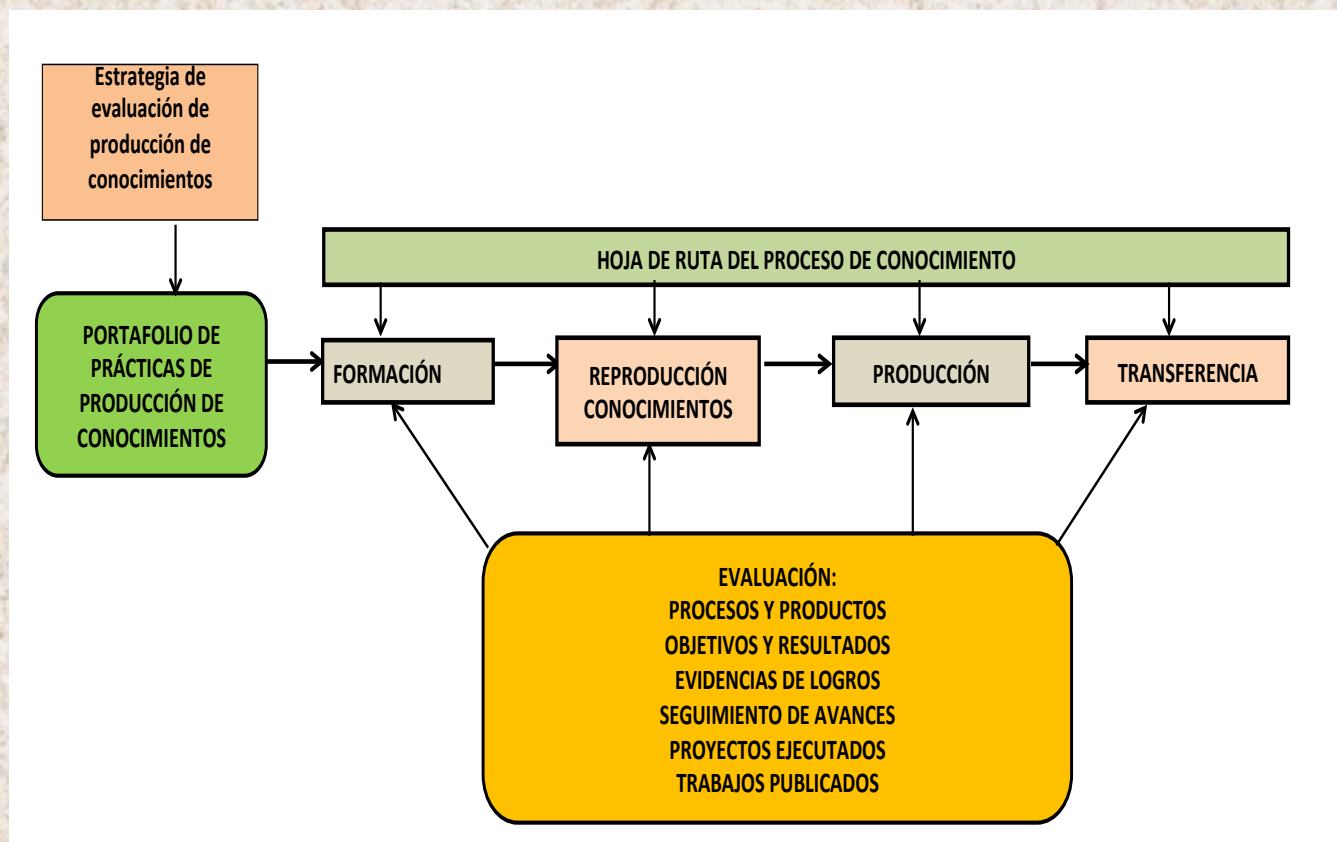 Estrategia de
evaluación de
producción de
conocimientos
HOJA DE RUTA DEL PROCESO DE CONOCIMIENTO
PORTAFOLIO DE
PRÁCTICAS DE
PRODUCCIÓN DE
CONOCIMIENTOS
FORMACIÓN
REPRODUCCIÓN
CONOCIMIENTOS
PRODUCCIÓN
TRANSFERENCIA
EVALUACIÓN:
PROCESOS Y PRODUCTOS
OBJETIVOS Y RESULTADOS
EVIDENCIAS DE LOGROS
SEGUIMIENTO DE AVANCES
PROYECTOS EJECUTADOS
TRABAJOS PUBLICADOS